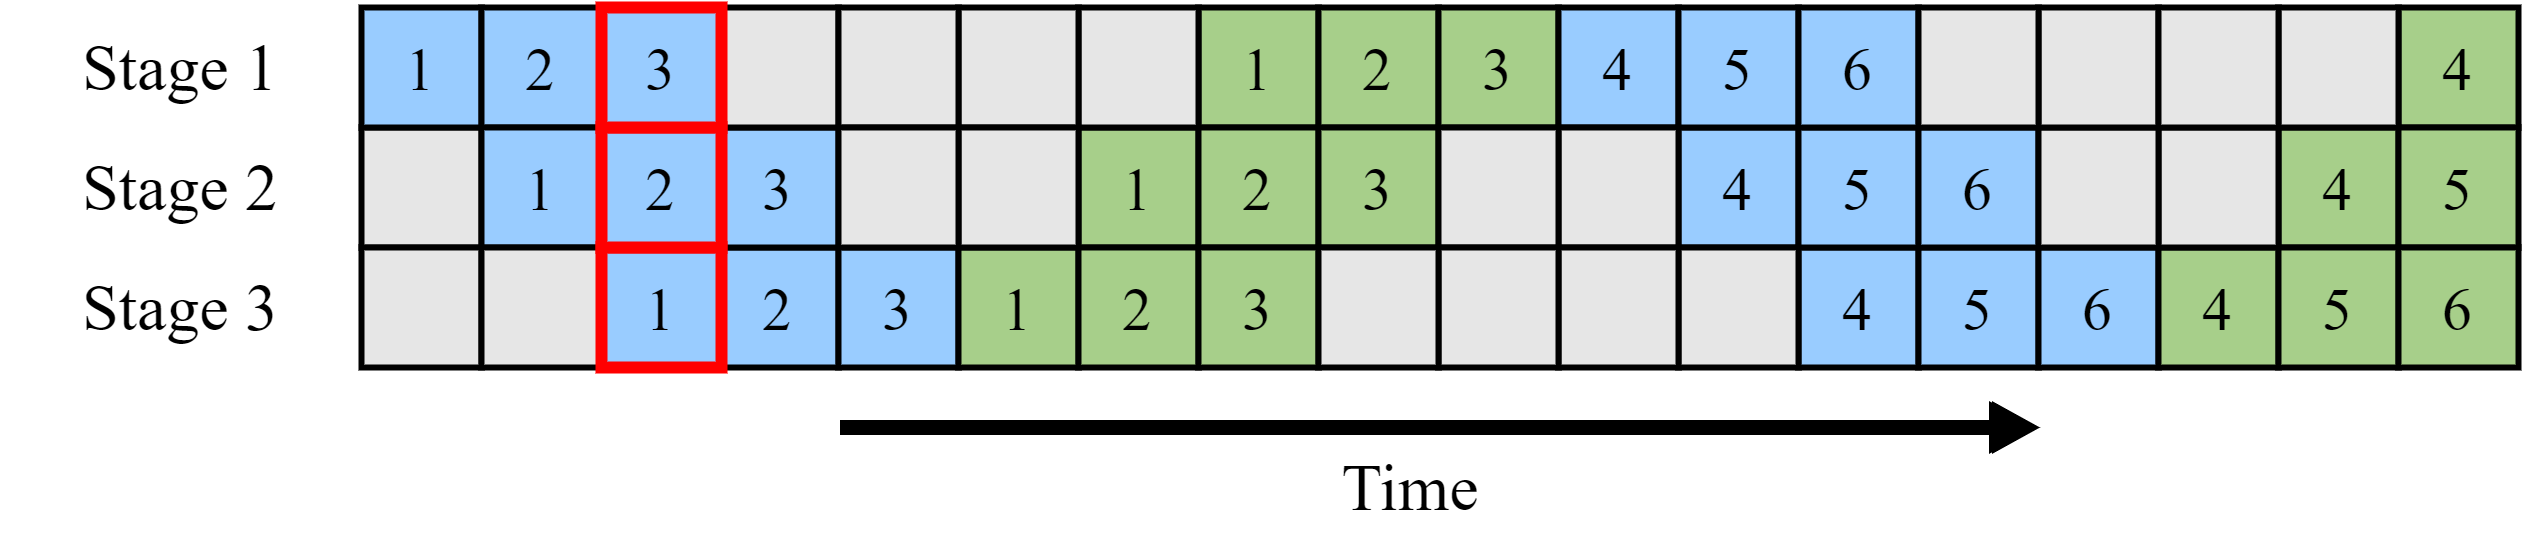 Stage 1 1 2 3 1 2 3 4 5 6 4
Stage 2 1 2 3 1 2 3 4 5 6 4 5
Stage 3 1 2 3 1 2 3 4 5 6 4 5 6
Time